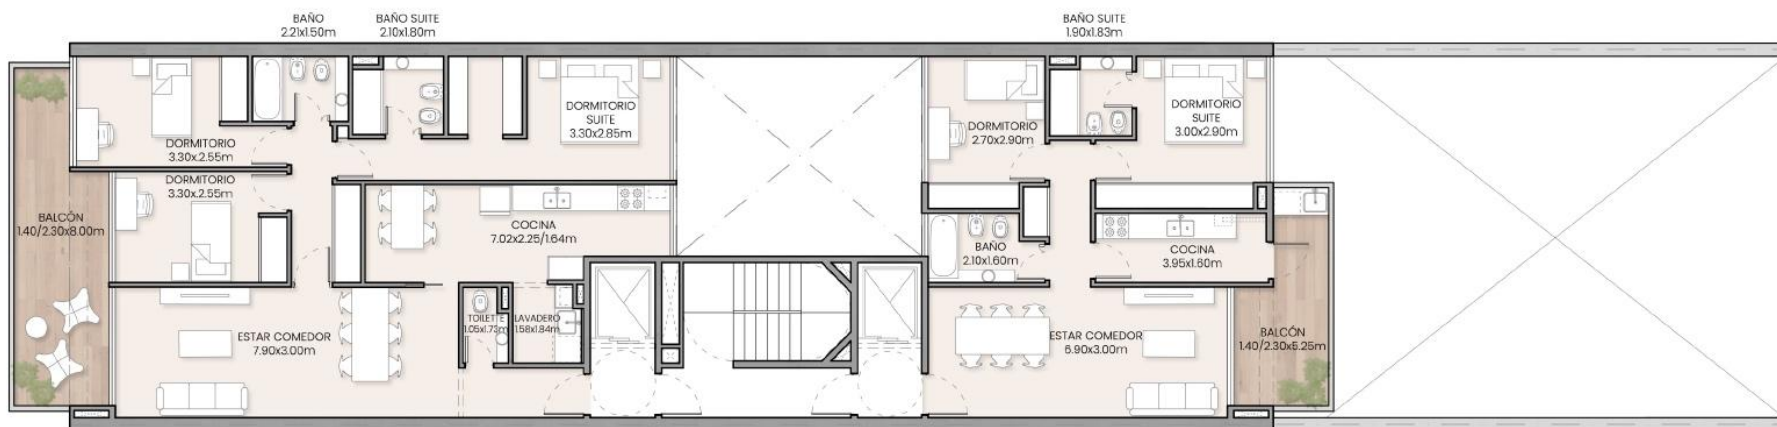 BAÑO
2.21x1.50m
BAÑO SUITE
2.10x1.80m
BAÑO SUITE
1.90x1.83m
DORMITORIO
3.30x2.55m
DORMITORIO
3.30x2.55m
BALCÓN
1.40/2.30x8.00m
DORMITORIO
SUITE
3.30x2.85m
COCINA
7.02x2.25/1.64m
ESTAR COMEDOR
7.90x3.00m
TOILETTE
1.05x1.73m
LAVADERO
1.58x1.84m
DORMITORIO
2.70x2.90m
DORMITORIO
SUITE
3.00x2.90m
BAÑO
2.10x1.60m
COCINA
3.95x1.60m
ESTAR COMEDOR
6.90x3.00m
BALCÓN
1.40/2.30x5.25m